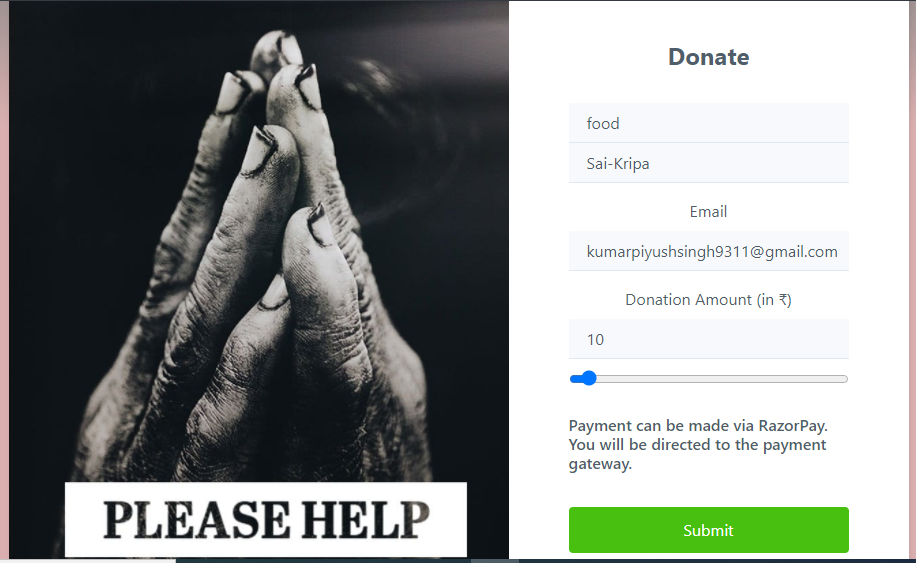 Donate
food
Sai-Kripa
Email
kumarpiyushsingh9311@gmail.com
Donation Amount (in ₹)
10
Payment can be made via RazorPay.
You will be directed to the payment
gateway.
Submit
PLEASE HELP